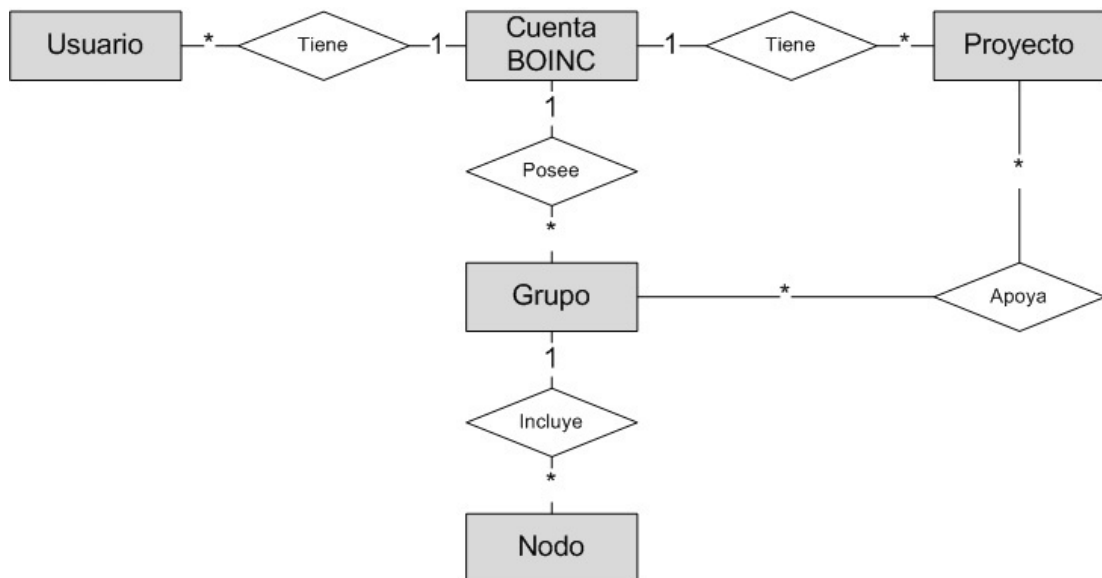 Usuario * Tiene 1 Cuenta BOINC 1 Tiene * Proyecto
1
*
Posee
*
Grupo * Apoya
1
Incluye
*
Nodo